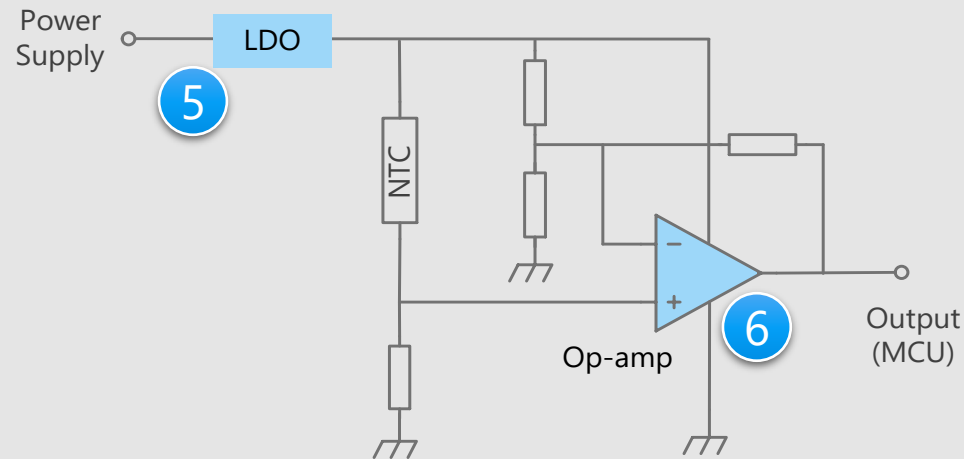 Power
Supply
LDO
5
NTC
−
+
6
Op-amp
Output
(MCU)